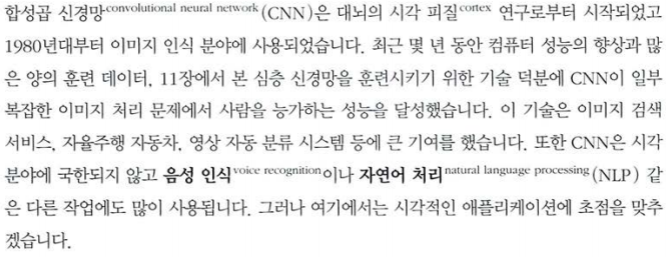 합성곱 신경망convolutional neural network(CNN)은 대뇌의 시각 피질cortex 연구로부터 시작되었고
1980년대부터 이미지 인식 분야에 사용되었습니다. 최근 몇 년 동안 컴퓨터 성능의 향상과 많
은 양의 훈련 데이터, 11장에서 본 심층 신경망을 훈련시키기 위한 기술 덕분에 CNN이 일부
복잡한 이미지 처리 문제에서 사람을 능가하는 성능을 달성했습니다. 이 기술은 이미지 검색
서비스, 자율주행 자동차, 영상 자동 분류 시스템 등에 큰 기여를 했습니다. 또한 CNN은 시각
분야에 국한되지 않고 음성 인식voice recognition이나 자연어 처리natural language processing(NLP) 같
은 다른 작업에도 많이 사용됩니다. 그러나 여기에서는 시각적인 애플리케이션에 초점을 맞추
겠습니다.